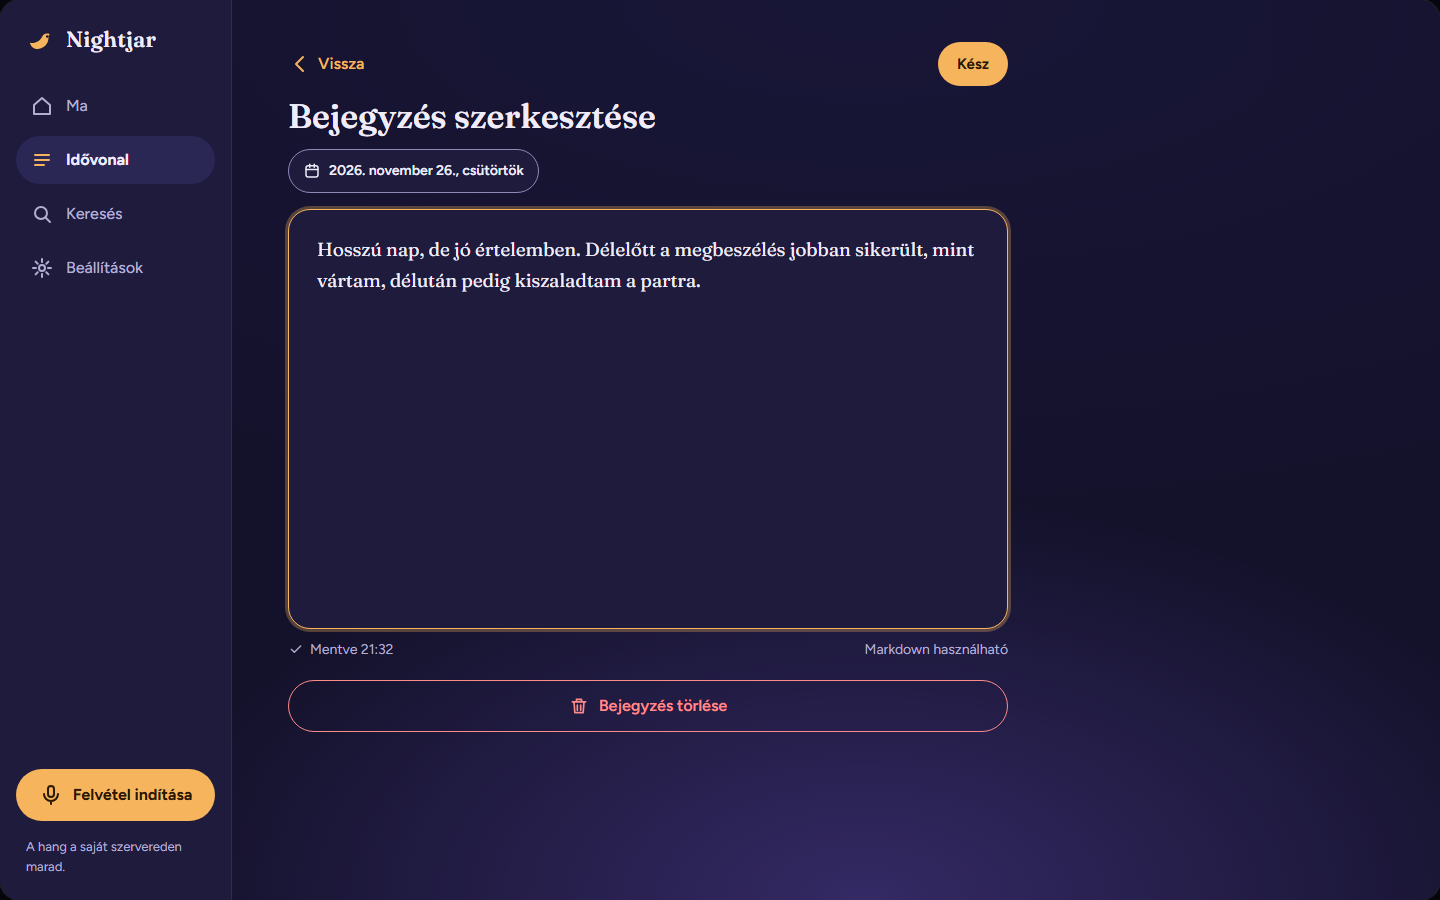 Nightjar
Ma
Idővonal
Keresés
Beállítások
Felvétel indítása
A hang a saját szervereden
marad.
Vissza
Kész
Bejegyzés szerkesztése
2026. november 26., csütörtök
Hosszú nap, de jó értelemben. Délelőtt a megbeszélés jobban sikerült, mint
vártam, délután pedig kiszaladtam a partra.
Mentve 21:32
Markdown használható
Bejegyzés törlése